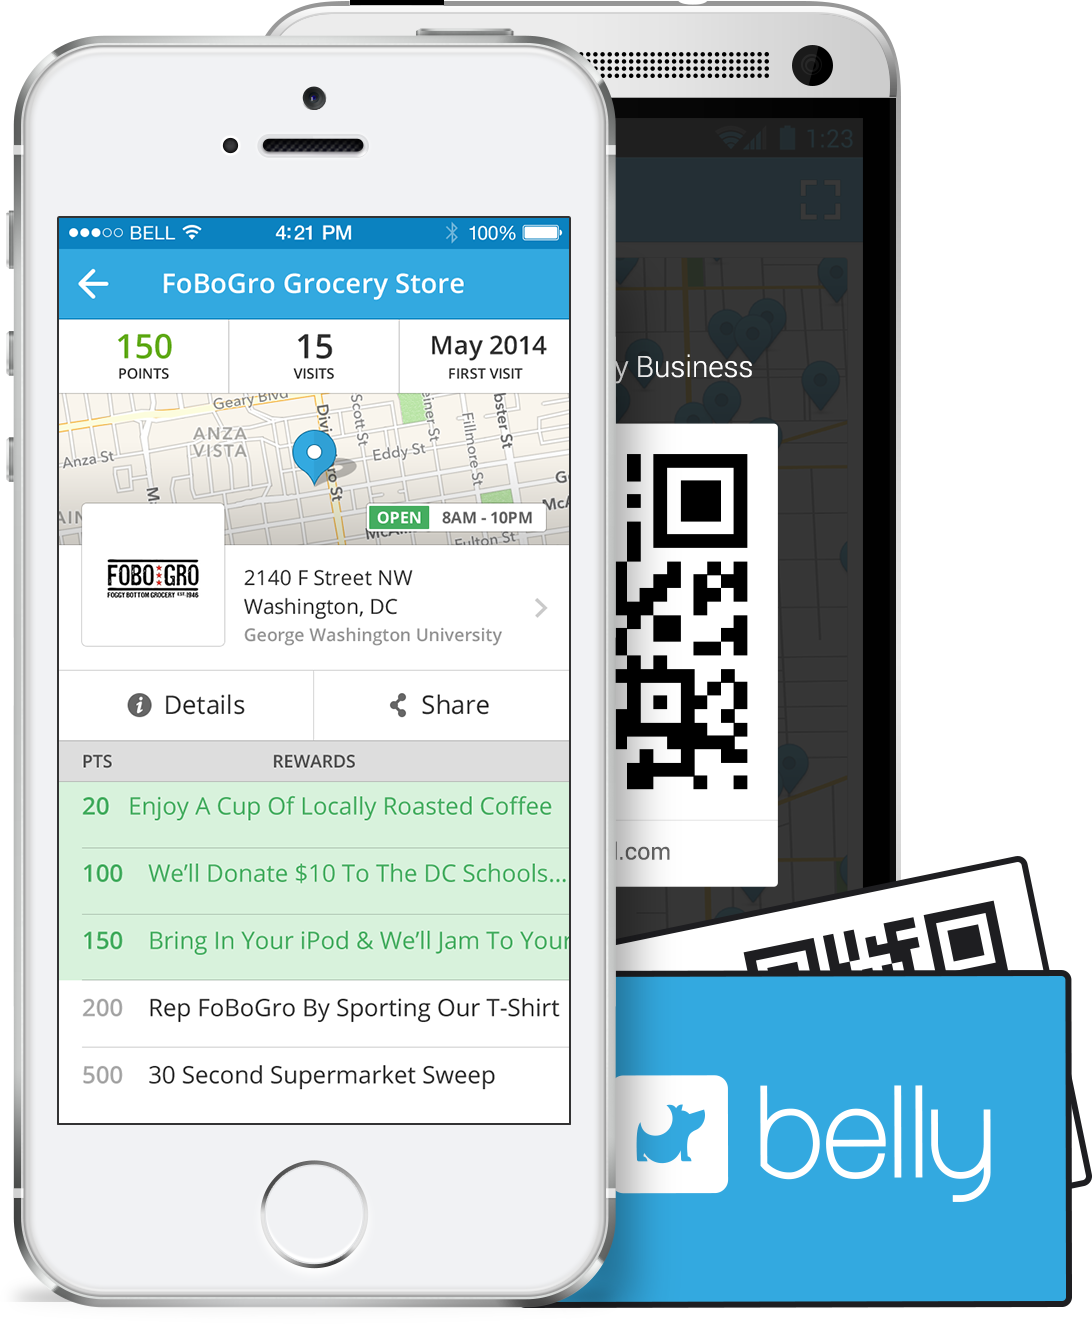 BELL 4:21 PM 100%
FoBoGro Grocery Store
150 15 May 2014
POINTS VISITS FIRST VISIT
Geary Blvd
Scott St
ANZA
VISTA
Anza St
Eddy St
Fillmore St
OPEN 8AM - 10PM
Fulton St
FOBO GRO
FOGGY BOTTOM GROCERY EST 1946
2140 F Street NW
Washington, DC
George Washington University
Details Share
PTS REWARDS
20 Enjoy A Cup Of Locally Roasted Coffee
100 We'll Donate $10 To The DC Schools...
150 Bring In Your iPod & We'll Jam To Your
200 Rep FoBoGro By Sporting Our T-Shirt
500 30 Second Supermarket Sweep
1:23
y Business
l.com
belly